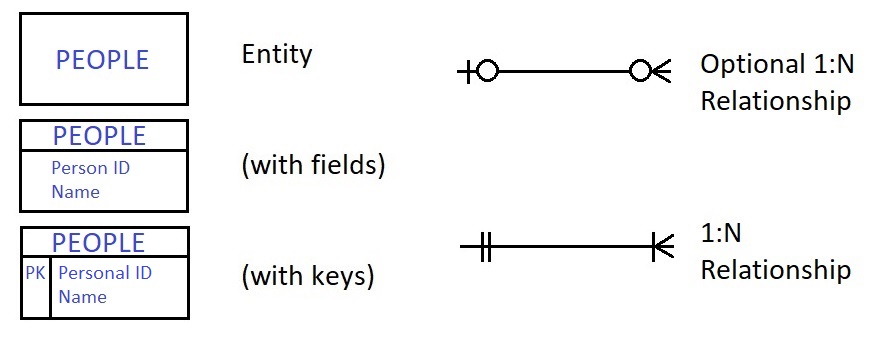 PEOPLE
Entity
PEOPLE
Person ID
Name
(with fields)
PEOPLE
PK
Personal ID
Name
(with keys)
Optional 1:N
Relationship
1:N
Relationship